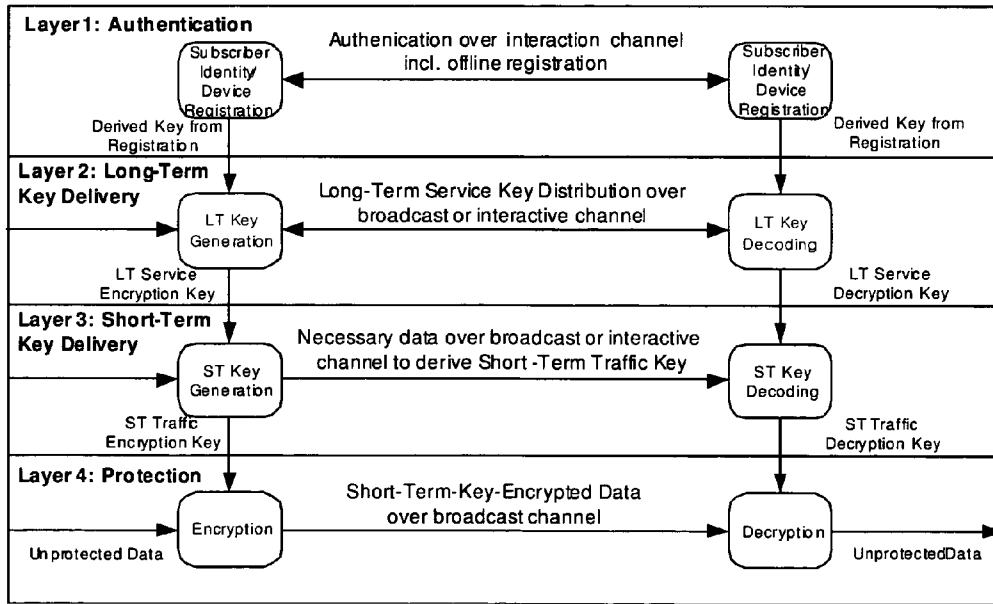 Layer 1: Authentication
Subscriber
Identity/
Device
Registration
Authenication over interaction channel
incl. offline registration
Subscriber
Identity/
Device
Registration
Derived Key from
Registration
Derived Key from
Registration
Layer 2: Long-Term
Key Delivery
LT Key
Generation
Long-Term Service Key Distribution over
broadcast or interactive channel
LT Key
Decoding
LT Service
Encryption Key
LT Service
Decryption Key
Layer 3: Short-Term
Key Delivery
ST Key
Generation
Necessary data over broadcast or interactive
channel to derive Short -Term Traffic Key
ST Key
Decoding
ST Traffic
Encryption Key
ST Traffic
Decryption Key
Layer 4: Protection
Encryption
Short-Term-Key-Encrypted Data
over broadcast channel
Decryption
Unprotected Data
UnprotectedData